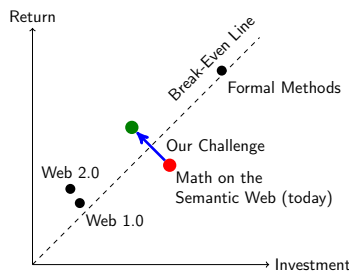 Return
Break-Even Line
Formal Methods
Our Challenge
Math on the
Semantic Web (today)
Web 2.0
Web 1.0
Investment